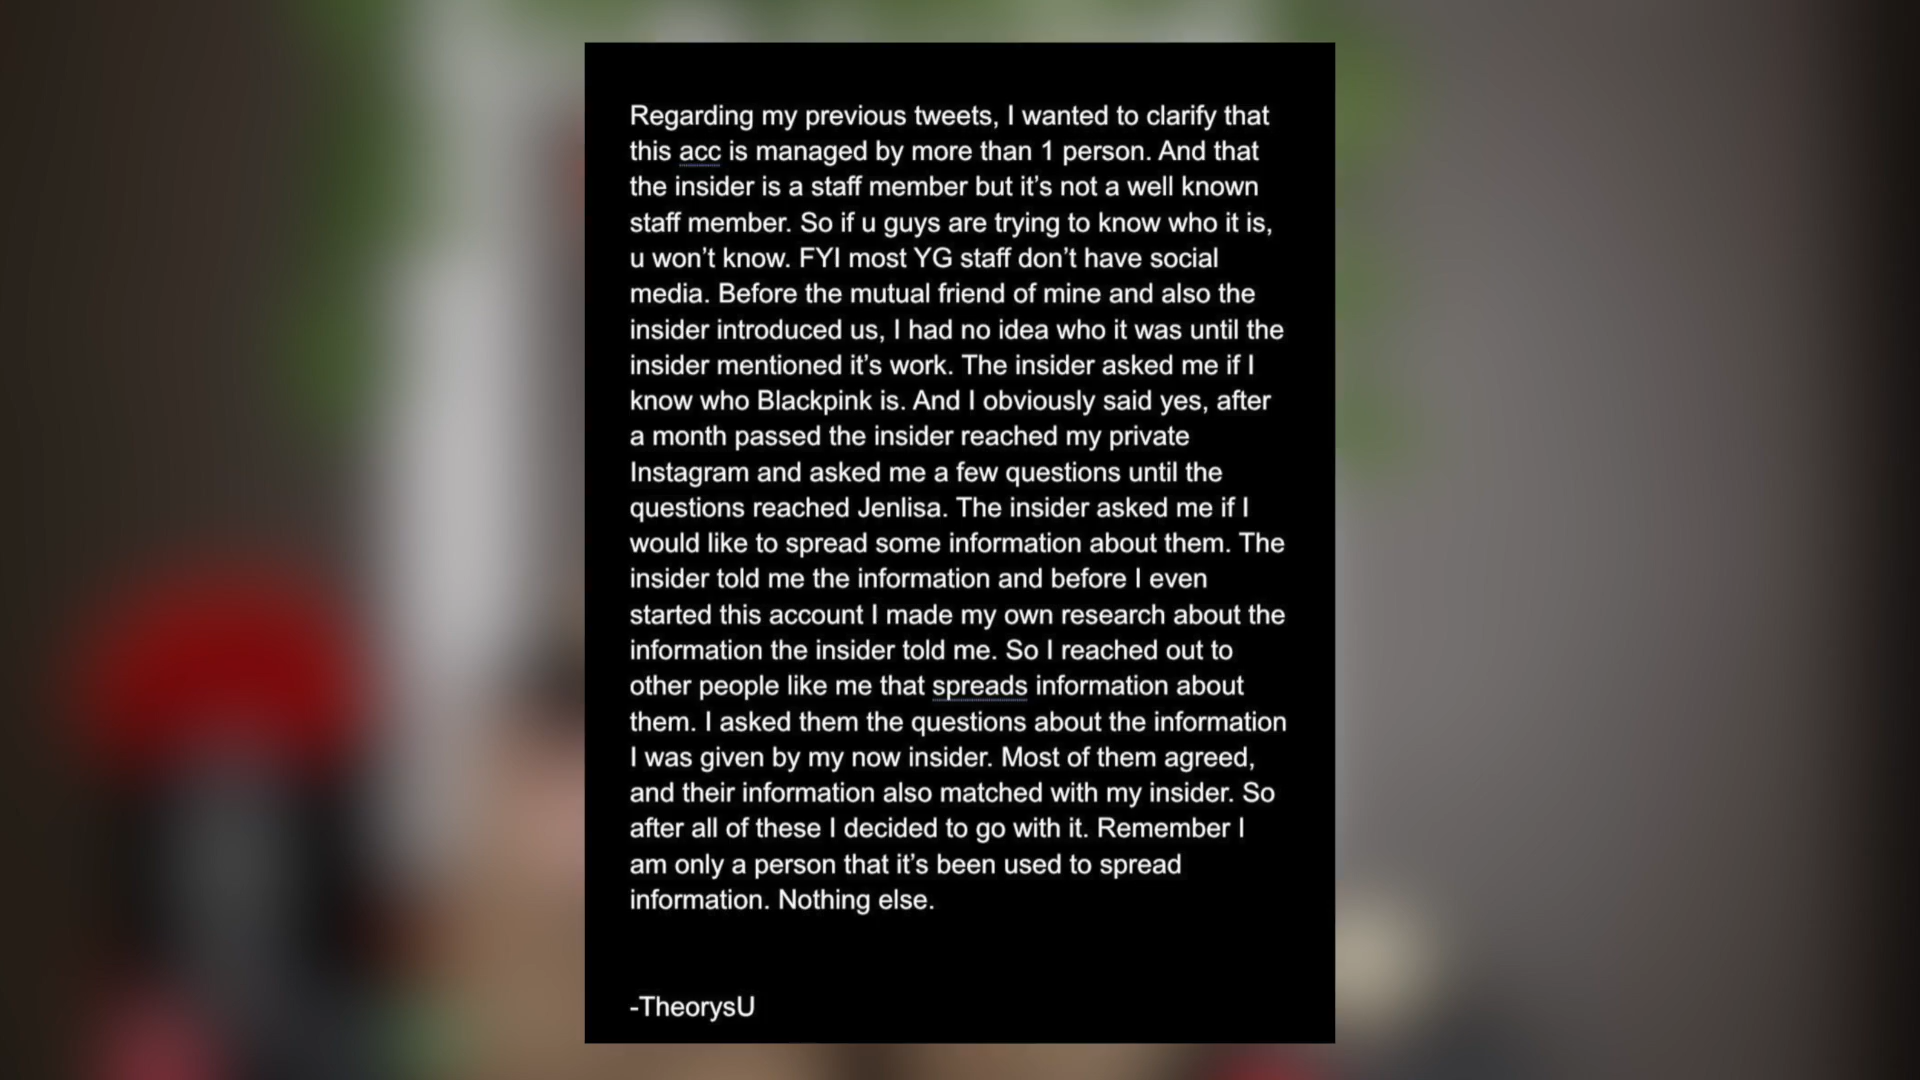 Regarding my previous tweets, I wanted to clarify that
this acc is managed by more than 1 person. And that
the insider is a staff member but it’s not a well known
staff member. So if u guys are trying to know who it is,
u won’t know. FYI most YG staff don’t have social
media. Before the mutual friend of mine and also the
insider introduced us, I had no idea who it was until the
insider mentioned it’s work. The insider asked me if I
know who Blackpink is. And I obviously said yes, after
a month passed the insider reached my private
Instagram and asked me a few questions until the
questions reached Jenlisa. The insider asked me if I
would like to spread some information about them. The
insider told me the information and before I even
started this account I made my own research about the
information the insider told me. So I reached out to
other people like me that spreads information about
them. I asked them the questions about the information
I was given by my now insider. Most of them agreed,
and their information also matched with my insider. So
after all of these I decided to go with it. Remember I
am only a person that it’s been used to spread
information. Nothing else.
-TheorysU